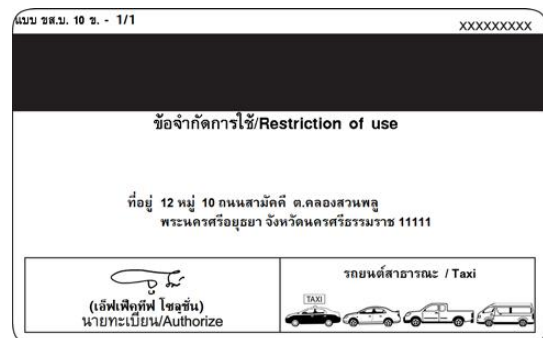 แบบ ขส.บ. 10 ข. - 1/1
XXXXXXXXX
ข้อจำกัดการใช้/Restriction of use
ที่อยู่ 12 หมู่ 10 ถนนสามัคคี ต.คลองสวนพลู
พระนครศรีอยุธยา จังหวัดนครศรีธรรมราช 11111
(เอ็ฟเฟ็คทีฟ โซลูชั่น)
นายทะเบียน/Authorize
รถยนต์สาธารณะ / Taxi
TAXI